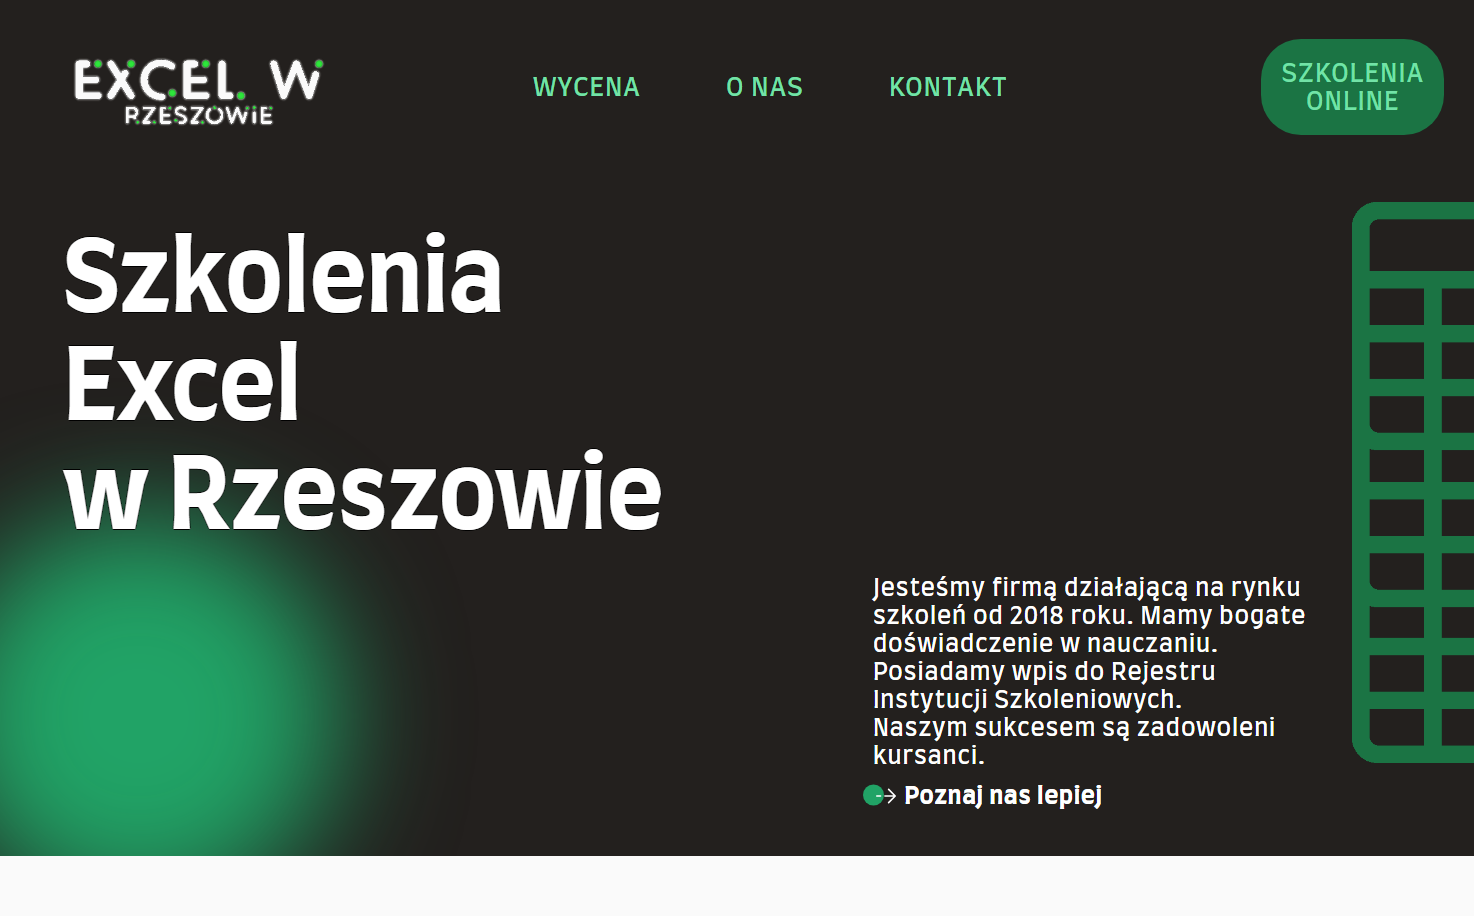 EXCEL W
RZESZOWIE
WYCENA
O NAS
KONTAKT
SZKOLENIA
ONLINE
Szkolenia
Excel
w Rzeszowie
Jesteśmy firmą działającą na rynku
szkoleń od 2018 roku. Mamy bogate
doświadczenie w nauczaniu.
Posiadamy wpis do Rejestru
Instytucji Szkoleniowych.
Naszym sukcesem są zadowoleni
kursanci.
Poznaj nas lepiej